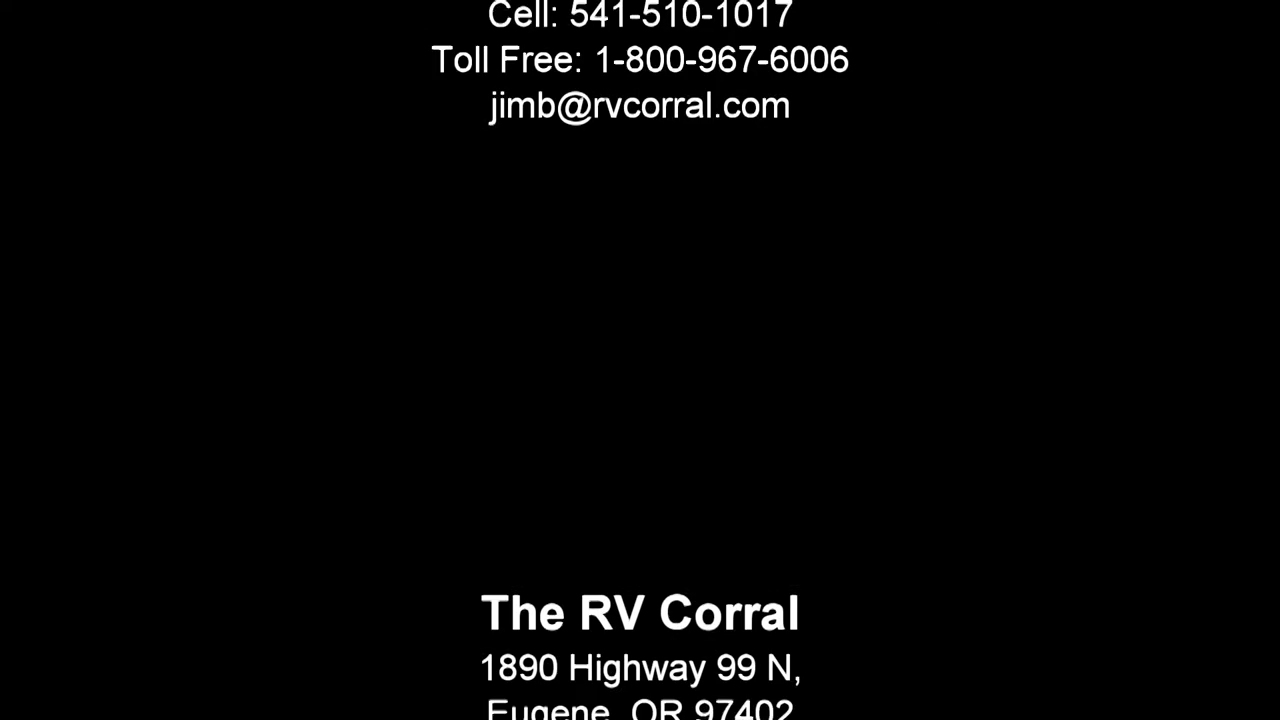 Cell: 541-510-1017
Toll Free: 1-800-967-6006
jimb@rvcorral.com
The RV Corral
1890 Highway 99 N,
Eugene, OR 97402